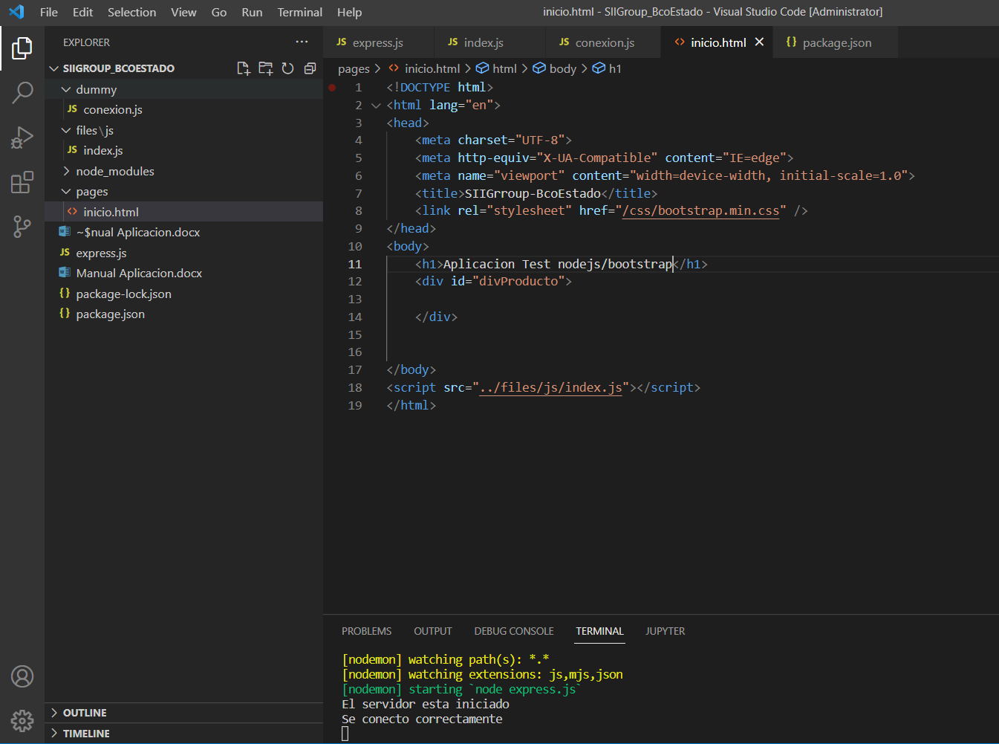 File Edit Selection View Go Run Terminal Help inicio.html - SIIGroup_BcoEstado - Visual Studio Code [Administrator]
EXPLORER
SIIGROUP_BCOESTADO
dummy
JS conexion.js
files\js
JS index.js
node_modules
pages
<> inicio.html
~$nual Aplicacion.docx
JS express.js
Manual Aplicacion.docx
{} package-lock.json
{} package.json
OUTLINE
TIMELINE
JS express.js JS index.js JS conexion.js <> inicio.html {} package.json
pages > <> inicio.html > html > body > h1
1 <!DOCTYPE html>
2 <html lang="en">
3 <head>
4 <meta charset="UTF-8">
5 <meta http-equiv="X-UA-Compatible" content="IE=edge">
6 <meta name="viewport" content="width=device-width, initial-scale=1.0">
7 <title>SIIGrroup-BcoEstado</title>
8 <link rel="stylesheet" href="/css/bootstrap.min.css" />
9 </head>
10 <body>
11 <h1>Aplicacion Test nodejs/bootstrap</h1>
12 <div id="divProducto">
13
14 </div>
15
16
17 </body>
18 <script src="../files/js/index.js"></script>
19 </html>
PROBLEMS OUTPUT DEBUG CONSOLE TERMINAL JUPYTER
[nodemon] watching path(s): *.*
[nodemon] watching extensions: js,mjs,json
[nodemon] starting `node express.js`
El servidor esta iniciado
Se conecto correctamente